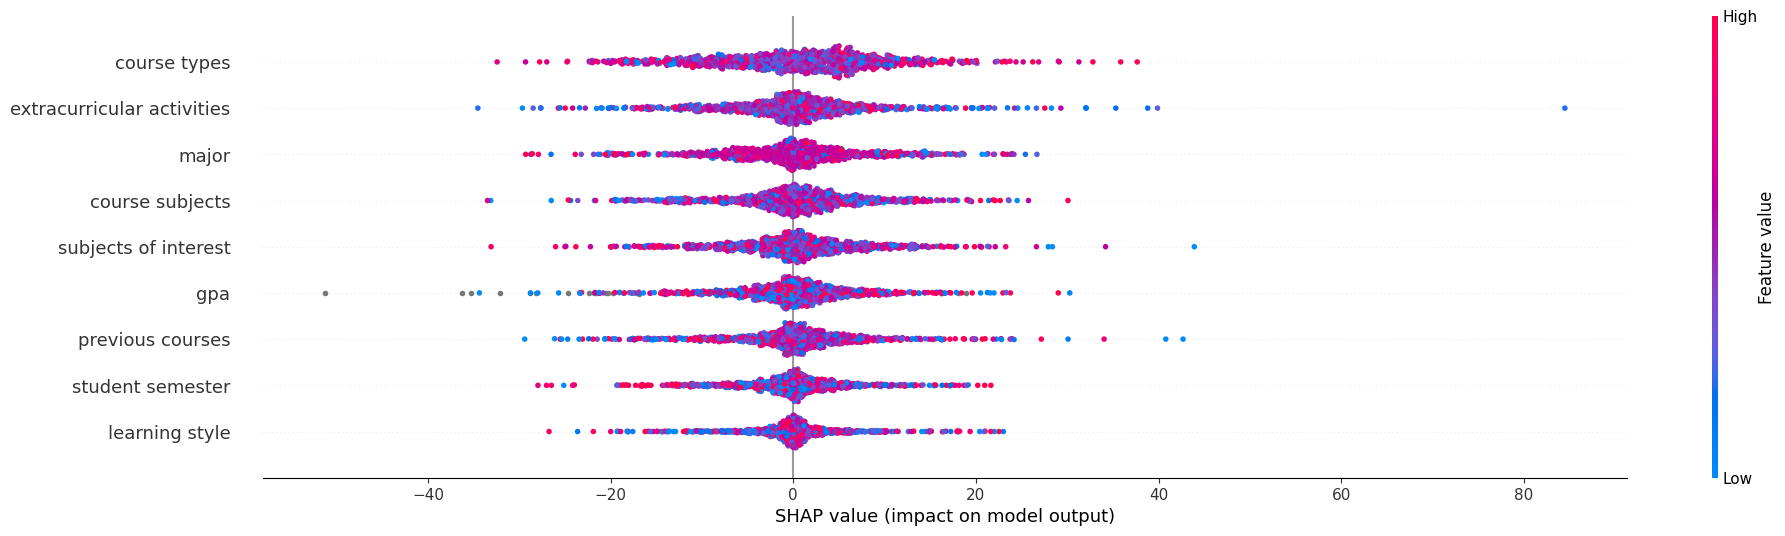 High
course types
extracurricular activities
major
course subjects
subjects of interest
gpa
previous courses
student semester
learning style
Feature value
Low
−40 −20 0 20 40 60 80
SHAP value (impact on model output)